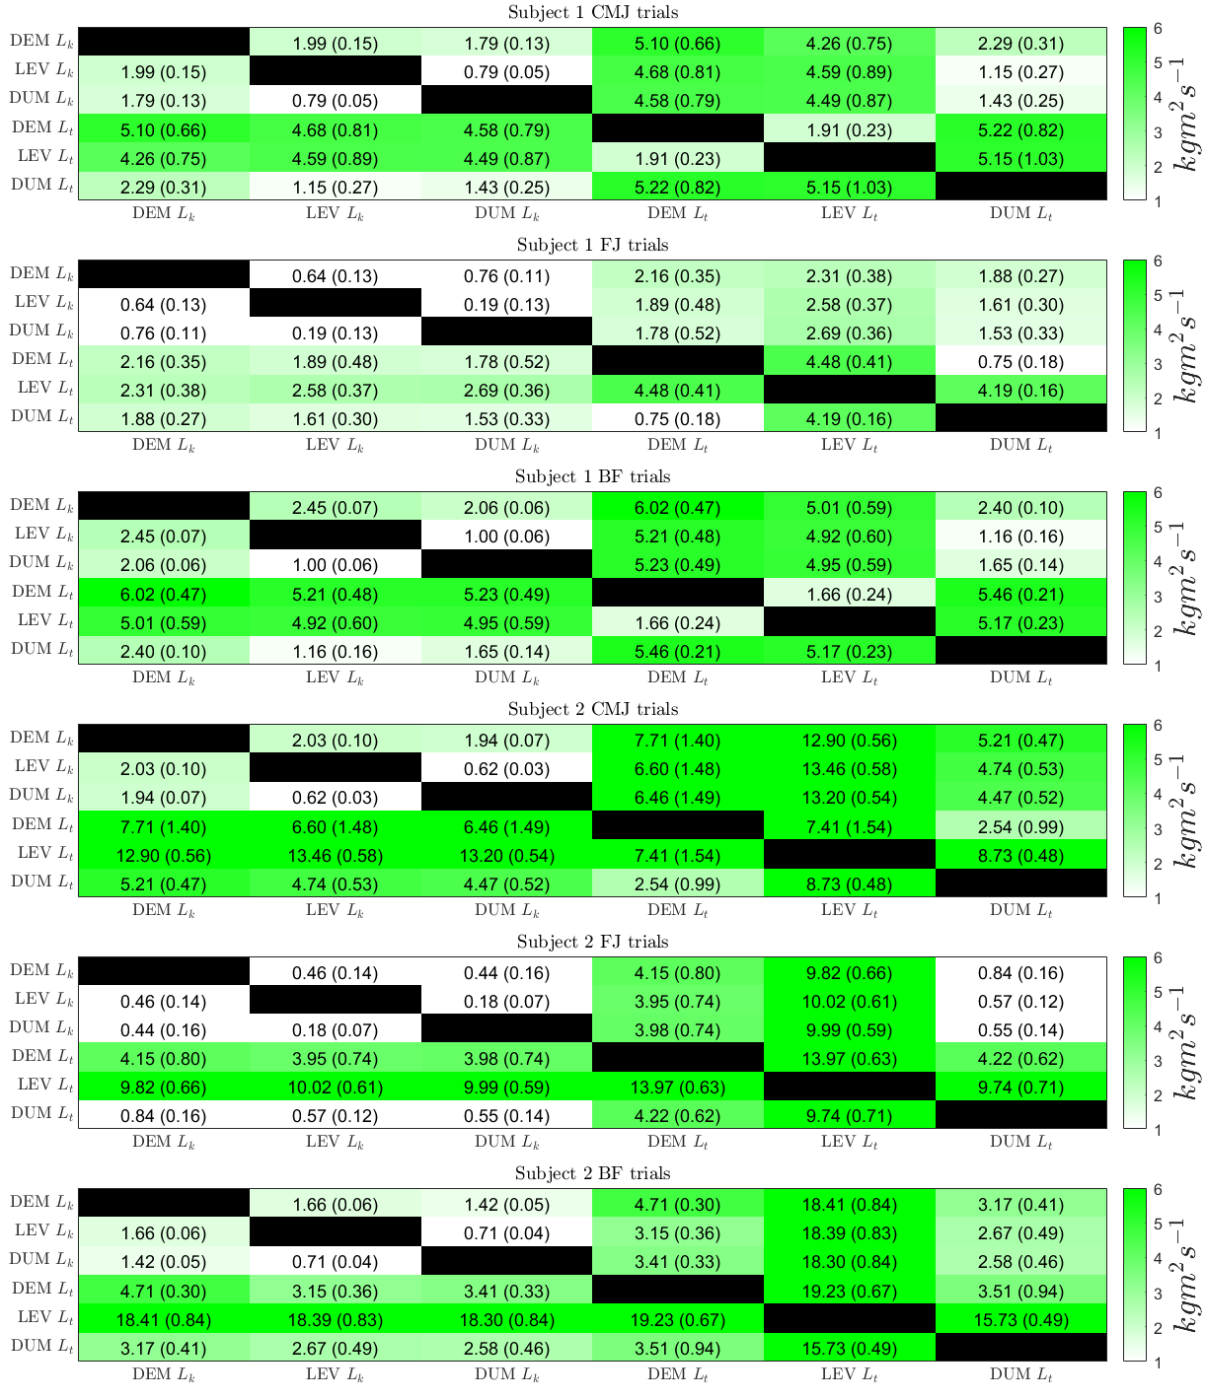 Subject 1 CMJ trials
DEM L_k 1.99 (0.15) 1.79 (0.13) 5.10 (0.66) 4.26 (0.75) 2.29 (0.31)
LEV L_k 1.99 (0.15) 0.79 (0.05) 4.68 (0.81) 4.59 (0.89) 1.15 (0.27)
DUM L_k 1.79 (0.13) 0.79 (0.05) 4.58 (0.79) 4.49 (0.87) 1.43 (0.25)
DEM L_t 5.10 (0.66) 4.68 (0.81) 4.58 (0.79) 1.91 (0.23) 5.22 (0.82)
LEV L_t 4.26 (0.75) 4.59 (0.89) 4.49 (0.87) 1.91 (0.23) 5.15 (1.03)
DUM L_t 2.29 (0.31) 1.15 (0.27) 1.43 (0.25) 5.22 (0.82) 5.15 (1.03)
DEM L_k LEV L_k DUM L_k DEM L_t LEV L_t DUM L_t
6
5
4
3
2
1
kgm²s⁻¹
Subject 1 FJ trials
DEM L_k 0.64 (0.13) 0.76 (0.11) 2.16 (0.35) 2.31 (0.38) 1.88 (0.27)
LEV L_k 0.64 (0.13) 0.19 (0.13) 1.89 (0.48) 2.58 (0.37) 1.61 (0.30)
DUM L_k 0.76 (0.11) 0.19 (0.13) 1.78 (0.52) 2.69 (0.36) 1.53 (0.33)
DEM L_t 2.16 (0.35) 1.89 (0.48) 1.78 (0.52) 4.48 (0.41) 0.75 (0.18)
LEV L_t 2.31 (0.38) 2.58 (0.37) 2.69 (0.36) 4.48 (0.41) 4.19 (0.16)
DUM L_t 1.88 (0.27) 1.61 (0.30) 1.53 (0.33) 0.75 (0.18) 4.19 (0.16)
DEM L_k LEV L_k DUM L_k DEM L_t LEV L_t DUM L_t
6
5
4
3
2
1
kgm²s⁻¹
Subject 1 BF trials
DEM L_k 2.45 (0.07) 2.06 (0.06) 6.02 (0.47) 5.01 (0.59) 2.40 (0.10)
LEV L_k 2.45 (0.07) 1.00 (0.06) 5.21 (0.48) 4.92 (0.60) 1.16 (0.16)
DUM L_k 2.06 (0.06) 1.00 (0.06) 5.23 (0.49) 4.95 (0.59) 1.65 (0.14)
DEM L_t 6.02 (0.47) 5.21 (0.48) 5.23 (0.49) 1.66 (0.24) 5.46 (0.21)
LEV L_t 5.01 (0.59) 4.92 (0.60) 4.95 (0.59) 1.66 (0.24) 5.17 (0.23)
DUM L_t 2.40 (0.10) 1.16 (0.16) 1.65 (0.14) 5.46 (0.21) 5.17 (0.23)
DEM L_k LEV L_k DUM L_k DEM L_t LEV L_t DUM L_t
6
5
4
3
2
1
kgm²s⁻¹
Subject 2 CMJ trials
DEM L_k 2.03 (0.10) 1.94 (0.07) 7.71 (1.40) 12.90 (0.56) 5.21 (0.47)
LEV L_k 2.03 (0.10) 0.62 (0.03) 6.60 (1.48) 13.46 (0.58) 4.74 (0.53)
DUM L_k 1.94 (0.07) 0.62 (0.03) 6.46 (1.49) 13.20 (0.54) 4.47 (0.52)
DEM L_t 7.71 (1.40) 6.60 (1.48) 6.46 (1.49) 7.41 (1.54) 2.54 (0.99)
LEV L_t 12.90 (0.56) 13.46 (0.58) 13.20 (0.54) 7.41 (1.54) 8.73 (0.48)
DUM L_t 5.21 (0.47) 4.74 (0.53) 4.47 (0.52) 2.54 (0.99) 8.73 (0.48)
DEM L_k LEV L_k DUM L_k DEM L_t LEV L_t DUM L_t
6
5
4
3
2
1
kgm²s⁻¹
Subject 2 FJ trials
DEM L_k 0.46 (0.14) 0.44 (0.16) 4.15 (0.80) 9.82 (0.66) 0.84 (0.16)
LEV L_k 0.46 (0.14) 0.18 (0.07) 3.95 (0.74) 10.02 (0.61) 0.57 (0.12)
DUM L_k 0.44 (0.16) 0.18 (0.07) 3.98 (0.74) 9.99 (0.59) 0.55 (0.14)
DEM L_t 4.15 (0.80) 3.95 (0.74) 3.98 (0.74) 13.97 (0.63) 4.22 (0.62)
LEV L_t 9.82 (0.66) 10.02 (0.61) 9.99 (0.59) 13.97 (0.63) 9.74 (0.71)
DUM L_t 0.84 (0.16) 0.57 (0.12) 0.55 (0.14) 4.22 (0.62) 9.74 (0.71)
DEM L_k LEV L_k DUM L_k DEM L_t LEV L_t DUM L_t
6
5
4
3
2
1
kgm²s⁻¹
Subject 2 BF trials
DEM L_k 1.66 (0.06) 1.42 (0.05) 4.71 (0.30) 18.41 (0.84) 3.17 (0.41)
LEV L_k 1.66 (0.06) 0.71 (0.04) 3.15 (0.36) 18.39 (0.83) 2.67 (0.49)
DUM L_k 1.42 (0.05) 0.71 (0.04) 3.41 (0.33) 18.30 (0.84) 2.58 (0.46)
DEM L_t 4.71 (0.30) 3.15 (0.36) 3.41 (0.33) 19.23 (0.67) 3.51 (0.94)
LEV L_t 18.41 (0.84) 18.39 (0.83) 18.30 (0.84) 19.23 (0.67) 15.73 (0.49)
DUM L_t 3.17 (0.41) 2.67 (0.49) 2.58 (0.46) 3.51 (0.94) 15.73 (0.49)
DEM L_k LEV L_k DUM L_k DEM L_t LEV L_t DUM L_t
6
5
4
3
2
1
kgm²s⁻¹